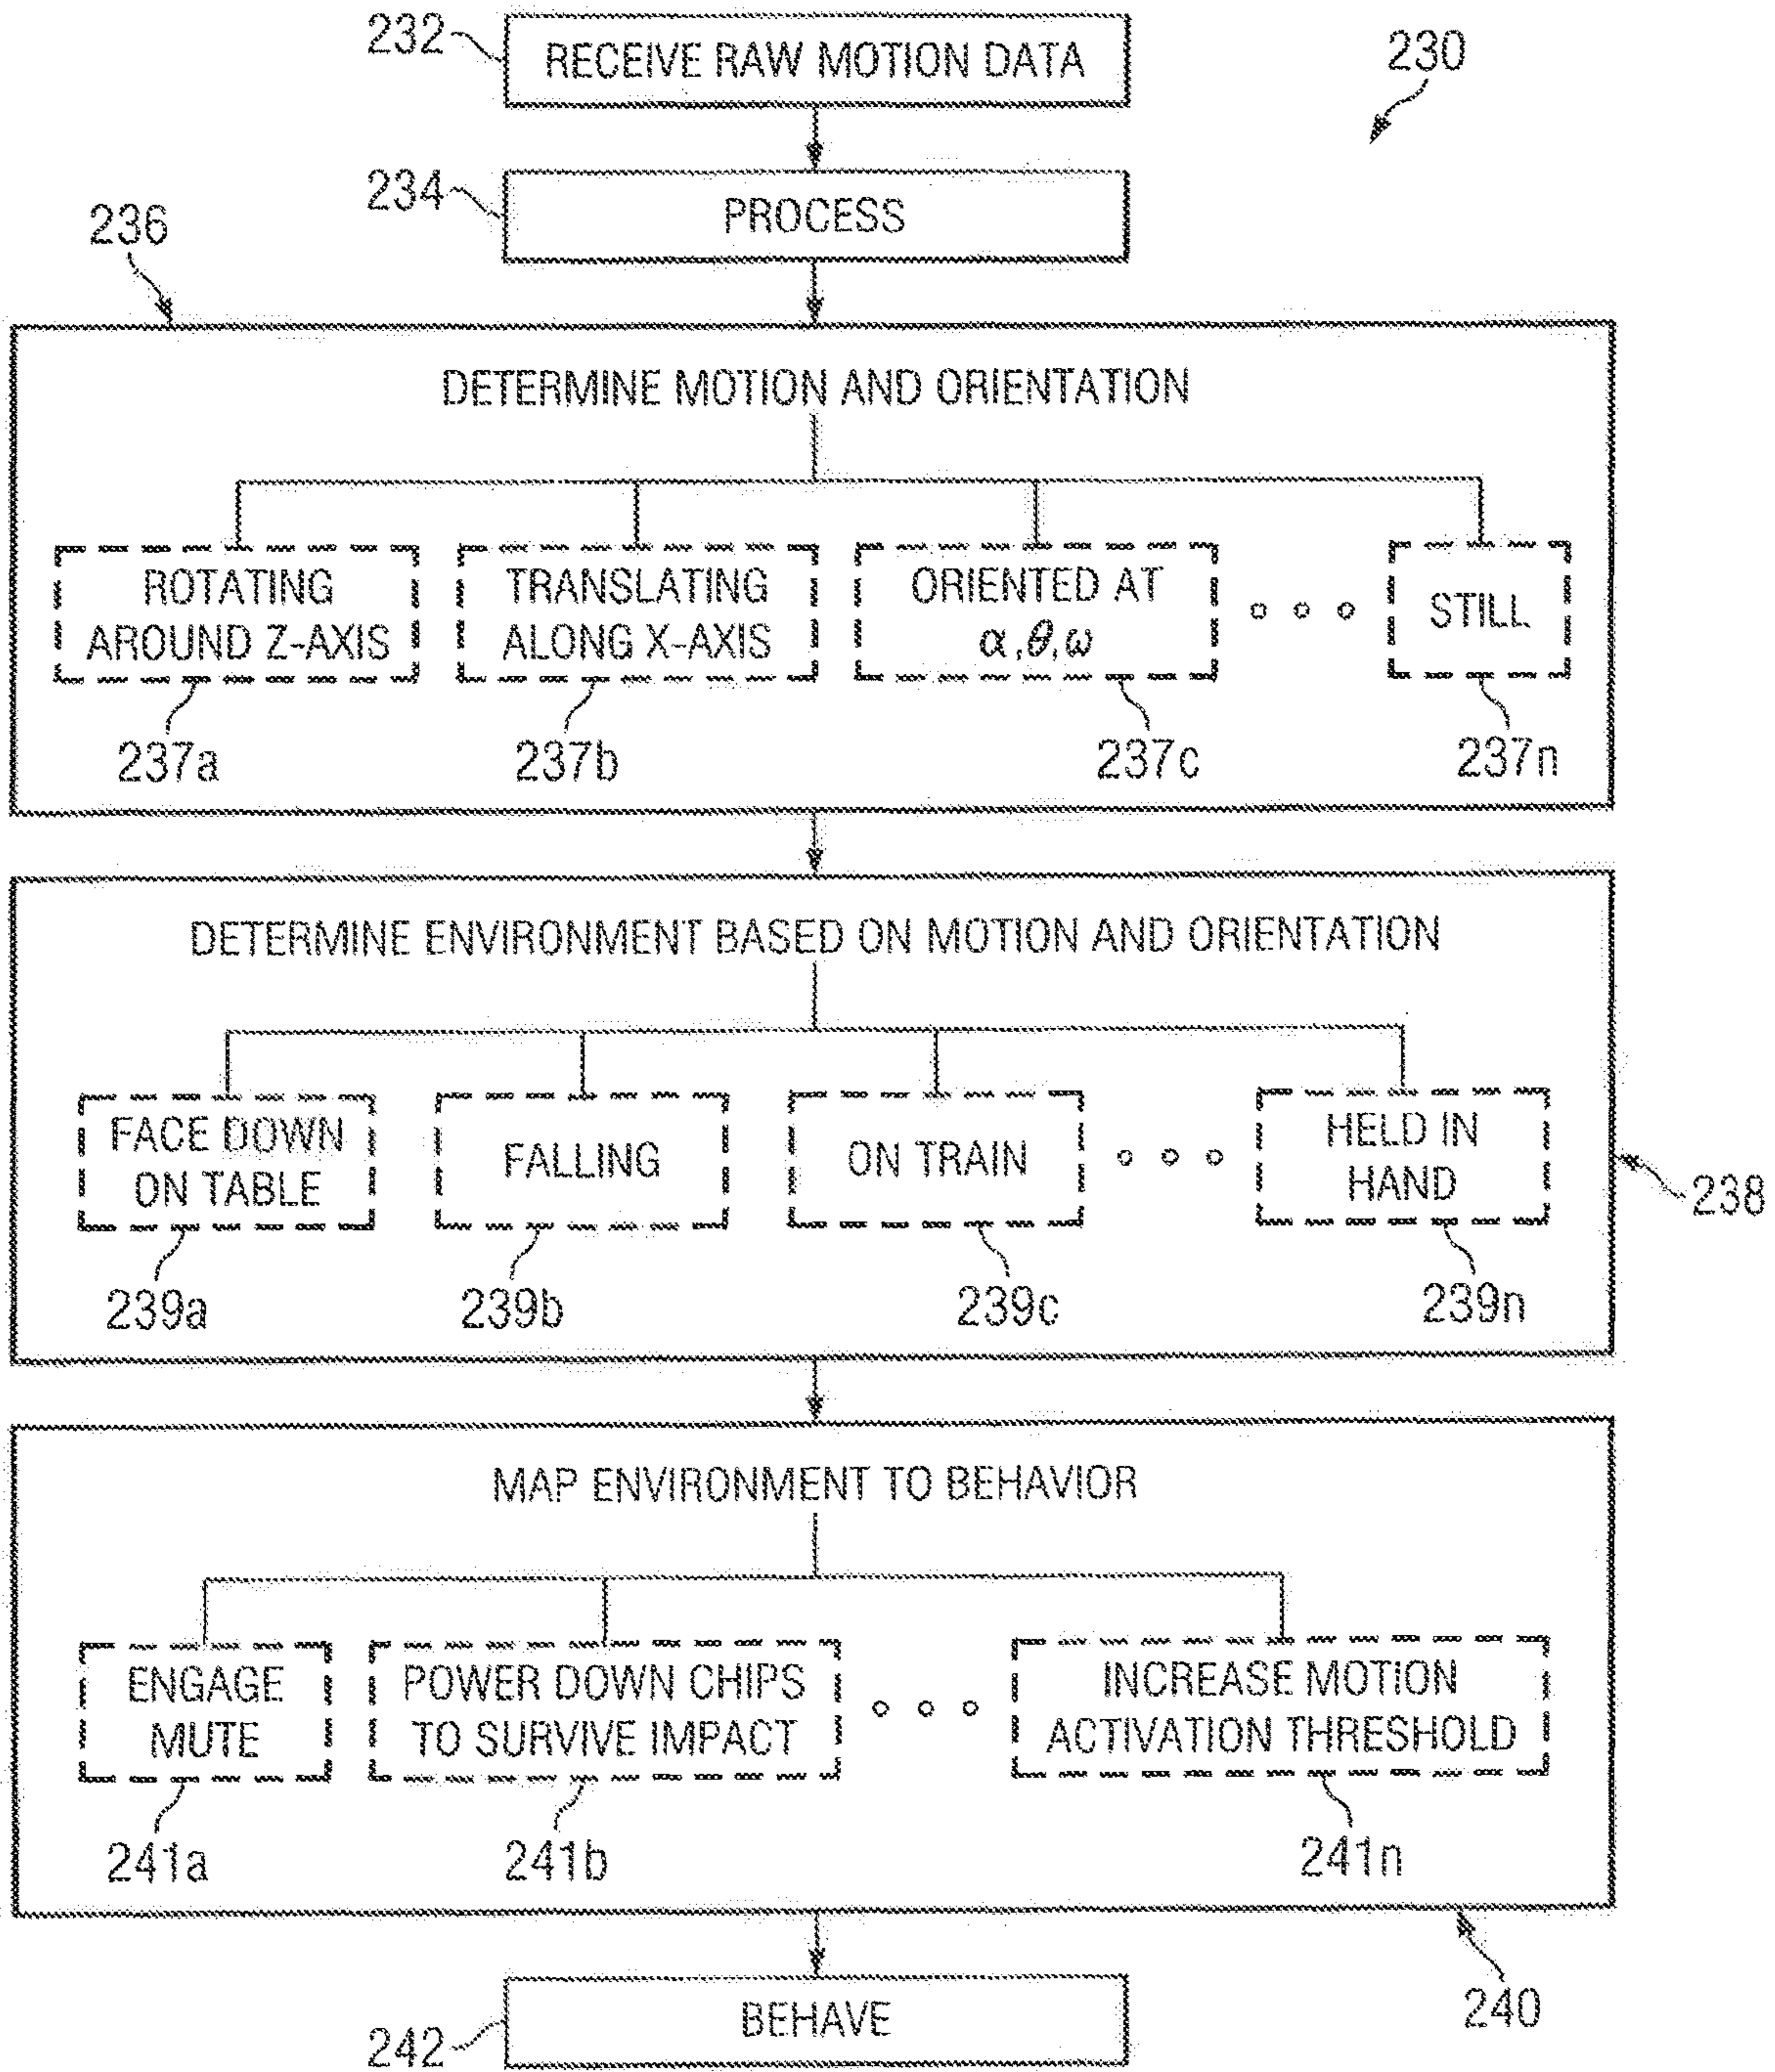 232
RECEIVE RAW MOTION DATA
230
234
PROCESS
236
DETERMINE MOTION AND ORIENTATION
ROTATING
AROUND Z-AXIS
TRANSLATING
ALONG X-AXIS
ORIENTED AT
α,θ,ω
STILL
237a
237b
237c
237n
DETERMINE ENVIRONMENT BASED ON MOTION AND ORIENTATION
FACE DOWN
ON TABLE
FALLING
ON TRAIN
HELD IN
HAND
238
239a
239b
239c
239n
MAP ENVIRONMENT TO BEHAVIOR
ENGAGE
MUTE
POWER DOWN CHIPS
TO SURVIVE IMPACT
INCREASE MOTION
ACTIVATION THRESHOLD
241a
241b
241n
240
242
BEHAVE